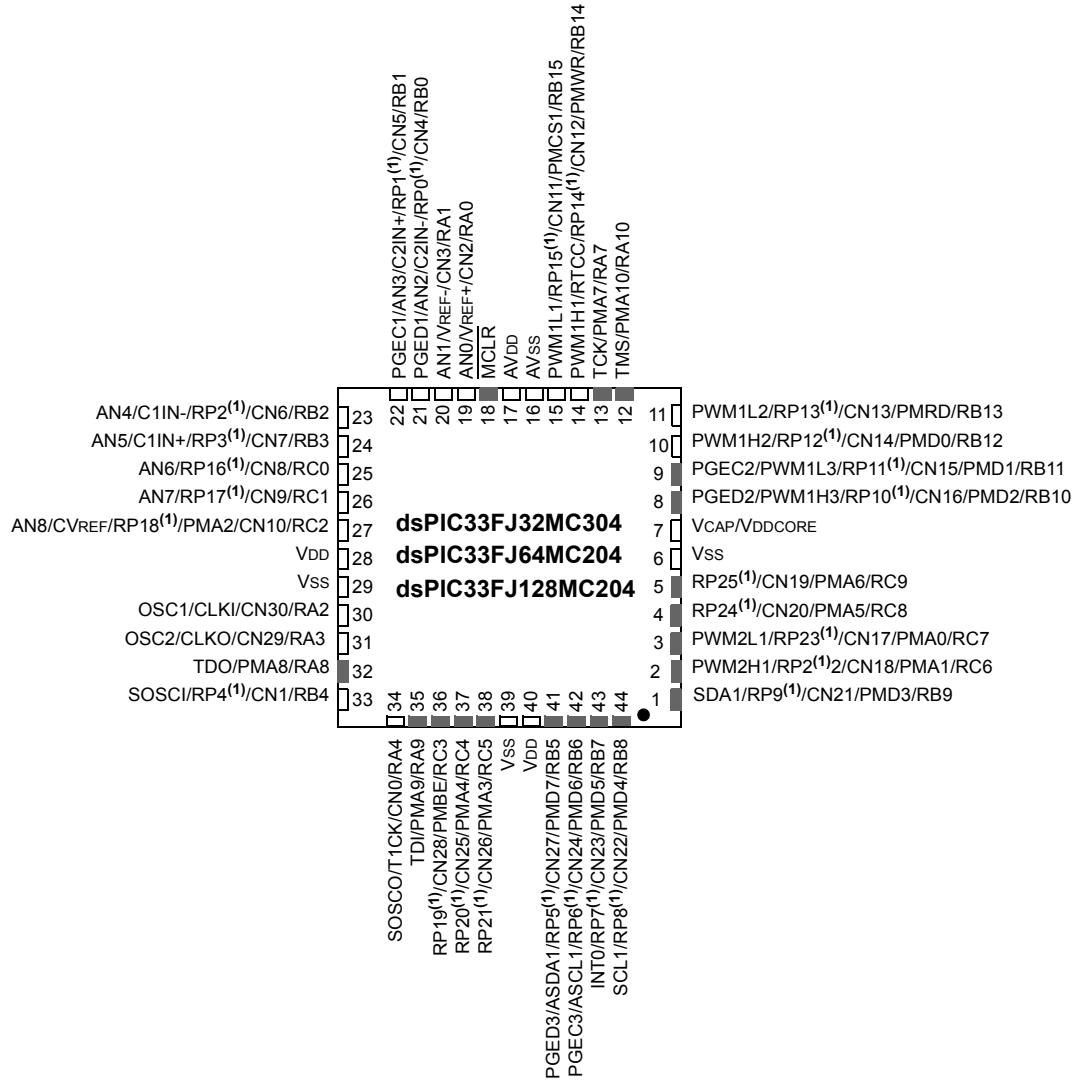 PGEC1/AN3/C2IN+/RP1(1)/CN5/RB1
PGED1/AN2/C2IN-/RP0(1)/CN4/RB0
AN1/VREF-/CN3/RA1
AN0/VREF+/CN2/RA0
MCLR
AVDD
AVSS
PWM1L1/RP15(1)/CN11/PMCS1/RB15
PWM1H1/RTCC/RP14(1)/CN12/PMWR/RB14
TCK/PMA7/RA7
TMS/PMA10/RA10
22 21 20 19 18 17 16 15 14 13 12
AN4/C1IN-/RP2(1)/CN6/RB2 23
AN5/C1IN+/RP3(1)/CN7/RB3 24
AN6/RP16(1)/CN8/RC0 25
AN7/RP17(1)/CN9/RC1 26
AN8/CVREF/RP18(1)/PMA2/CN10/RC2 27
VDD 28
VSS 29
OSC1/CLKI/CN30/RA2 30
OSC2/CLKO/CN29/RA3 31
TDO/PMA8/RA8 32
SOSCI/RP4(1)/CN1/RB4 33
dsPIC33FJ32MC304
dsPIC33FJ64MC204
dsPIC33FJ128MC204
11 PWM1L2/RP13(1)/CN13/PMRD/RB13
10 PWM1H2/RP12(1)/CN14/PMD0/RB12
9 PGEC2/PWM1L3/RP11(1)/CN15/PMD1/RB11
8 PGED2/PWM1H3/RP10(1)/CN16/PMD2/RB10
7 VCAP/VDDCORE
6 VSS
5 RP25(1)/CN19/PMA6/RC9
4 RP24(1)/CN20/PMA5/RC8
3 PWM2L1/RP23(1)/CN17/PMA0/RC7
2 PWM2H1/RP2(1)2/CN18/PMA1/RC6
1 SDA1/RP9(1)/CN21/PMD3/RB9
34 35 36 37 38 39 40 41 42 43 44
SOSCO/T1CK/CN0/RA4
TDI/PMA9/RA9
RP19(1)/CN28/PMBE/RC3
RP20(1)/CN25/PMA4/RC4
RP21(1)/CN26/PMA3/RC5
VSS
VDD
PGED3/ASDA1/RP5(1)/CN27/PMD7/RB5
PGEC3/ASCL1/RP6(1)/CN24/PMD6/RB6
INT0/RP7(1)/CN23/PMD5/RB7
SCL1/RP8(1)/CN22/PMD4/RB8